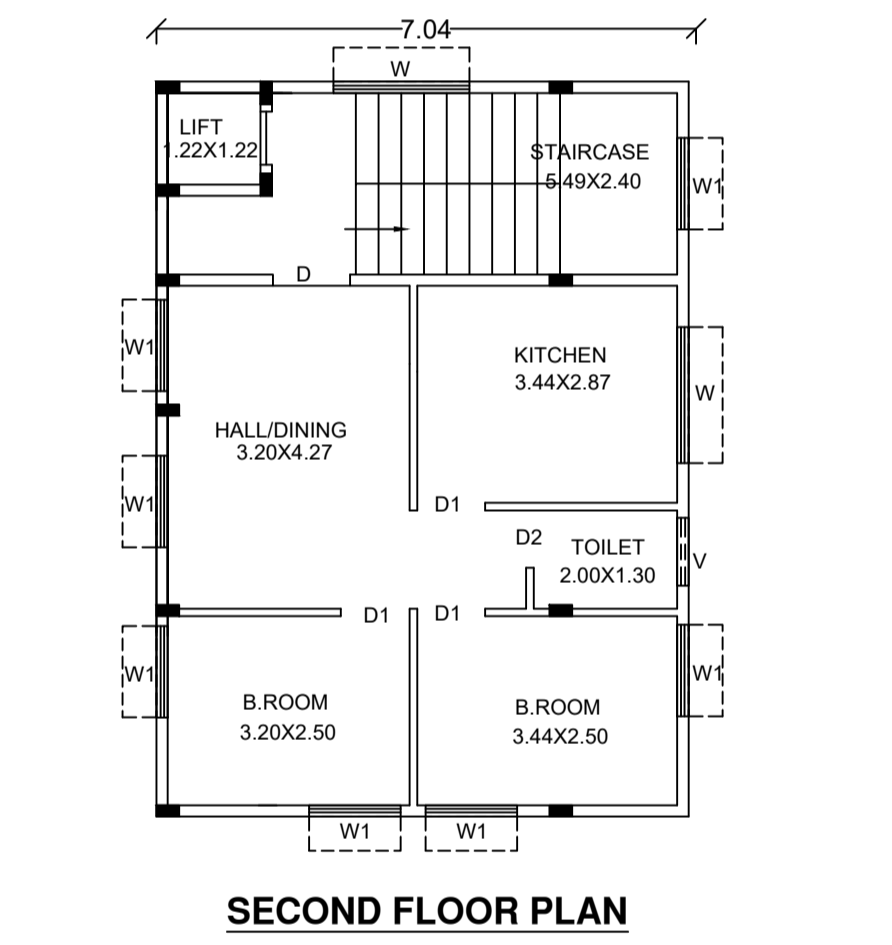 7.04
W
LIFT
1.22X1.22
STAIRCASE
5.49X2.40
W1
D
W1
KITCHEN
3.44X2.87
W
HALL/DINING
3.20X4.27
W1
D1
D2
TOILET
2.00X1.30
V
D1
D1
W1
B.ROOM
3.20X2.50
B.ROOM
3.44X2.50
W1
W1
W1
SECOND FLOOR PLAN